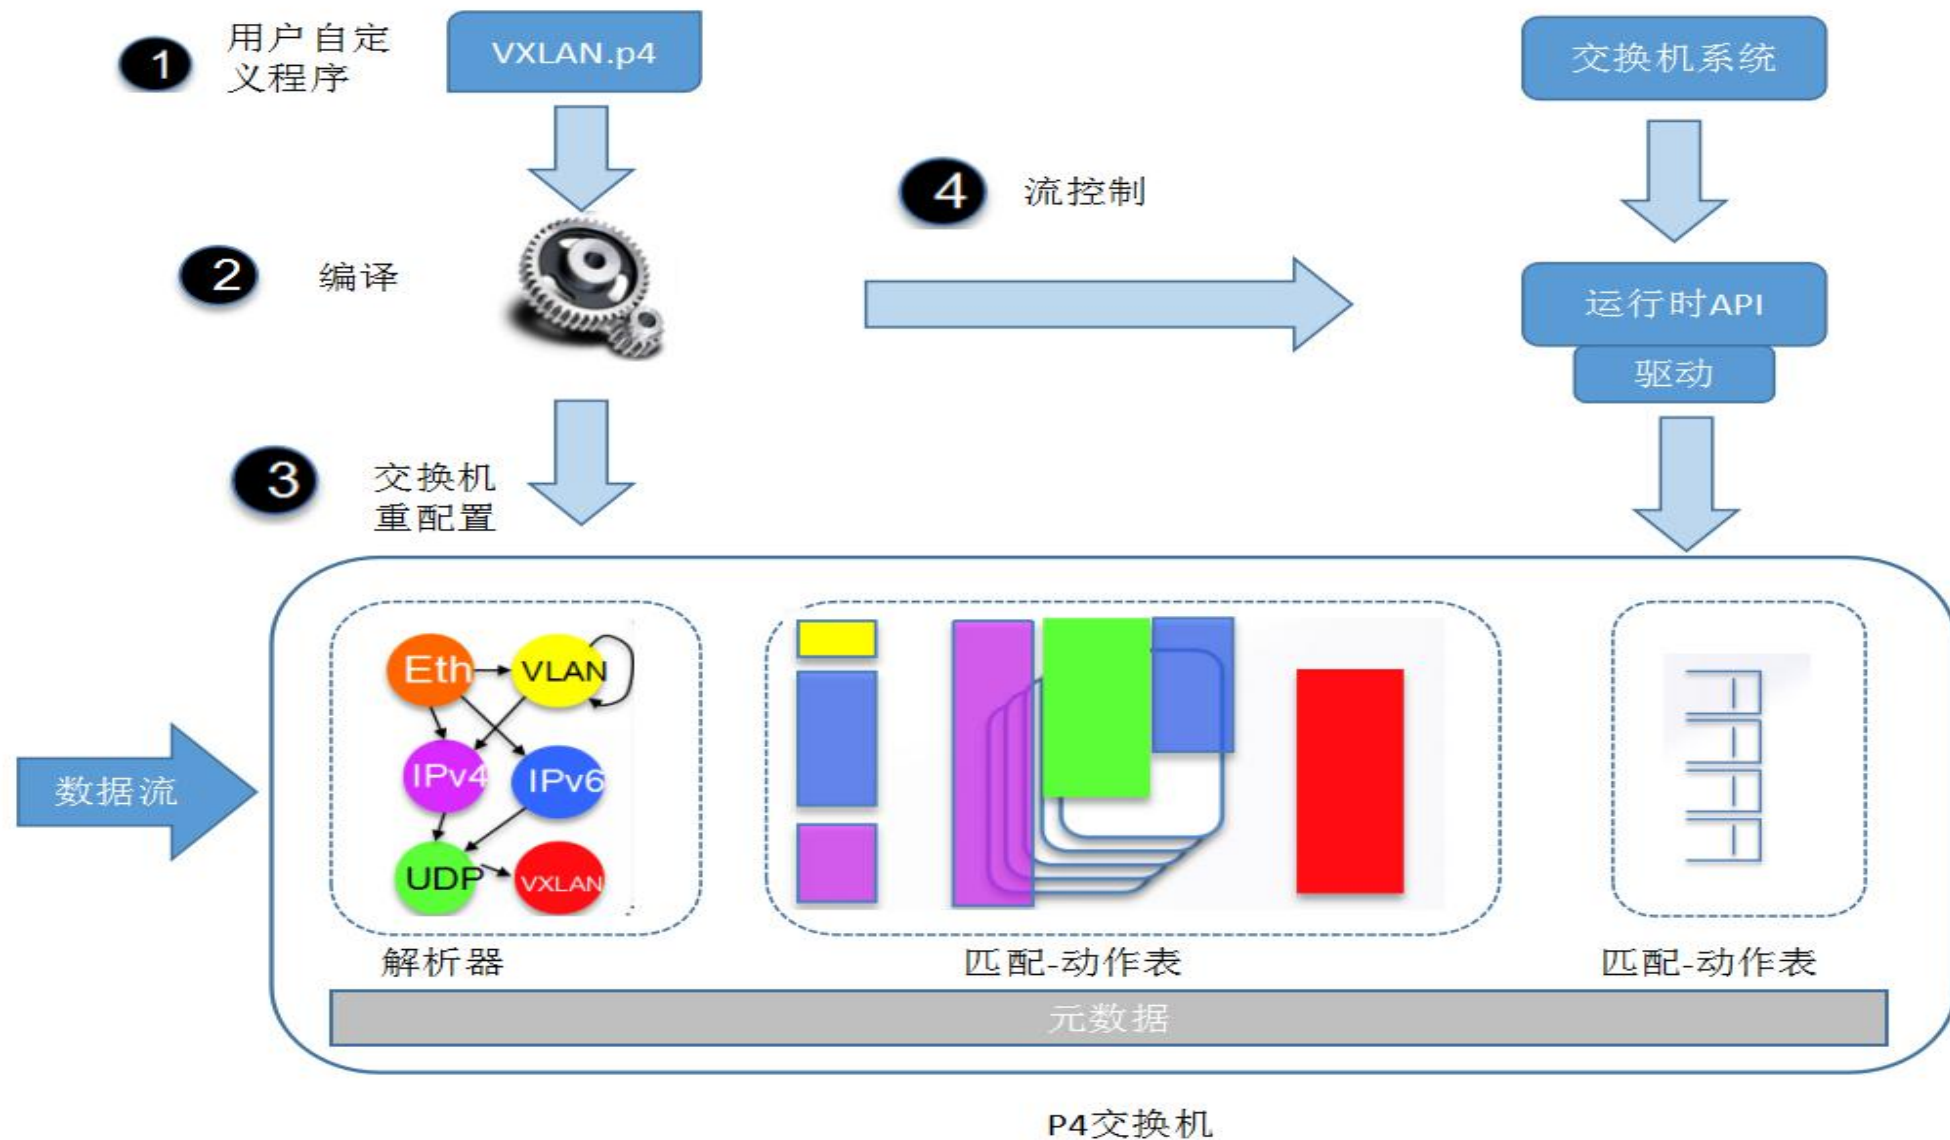 1
用户自定
义程序
VXLAN.p4
交换机系统
4
流控制
2
编译
运行时API
驱动
3
交换机
重配置
数据流
Eth
VLAN
IPv4
IPv6
UDP
VXLAN
解析器
匹配-动作表
匹配-动作表
元数据
P4交换机